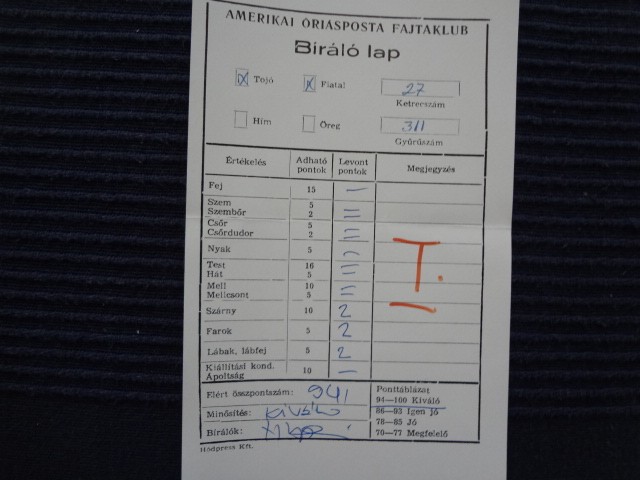 AMERIKAI ÓRIÁSPOSTA FAJTAKLUB
Biráló lap
X Tojó X Fiatal 27
Ketrecszám
Hím Öreg 311
Gyűrűszám
Értékelés Adható pontok Levont pontok Megjegyzés
Fej 15 —
Szem 5 —
Szembőr 2 —
Csőr 5 —
Csőrdudor 2 —
Nyak 5 —
Test 16 —
Hát 5 —
Mell 10 —
Mellcsont 5 —
Szárny 10 2
Farok 5 2
Lábak, lábfej 5 2
Kiállítási kond.
Ápoltság 10 —
I.
Elért összpontszám: 94
Minősítés: Kiváló
Bírálók:
Ponttáblázat
94—100 Kiváló
86—93 Igen jó
78—85 Jó
70—77 Megfelelő
Hódpress Kft.